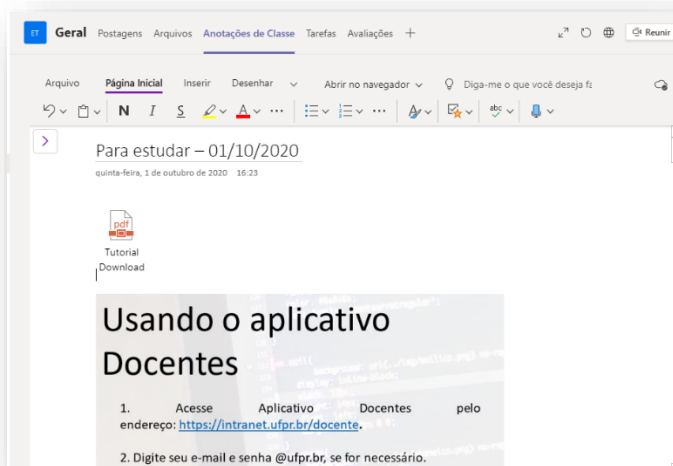 ET Geral Postagens Arquivos Anotações de Classe Tarefas Avaliações + Reunir
Arquivo Página Inicial Inserir Desenhar Abrir no navegador Diga-me o que você deseja fa
N I S A abc
Para estudar – 01/10/2020
quinta-feira, 1 de outubro de 2020 16:23
pdf
Tutorial
Download
Usando o aplicativo
Docentes
1. Acesse Aplicativo Docentes pelo
endereço: https://intranet.ufpr.br/docente.
2. Digite seu e-mail e senha @ufpr.br, se for necessário.